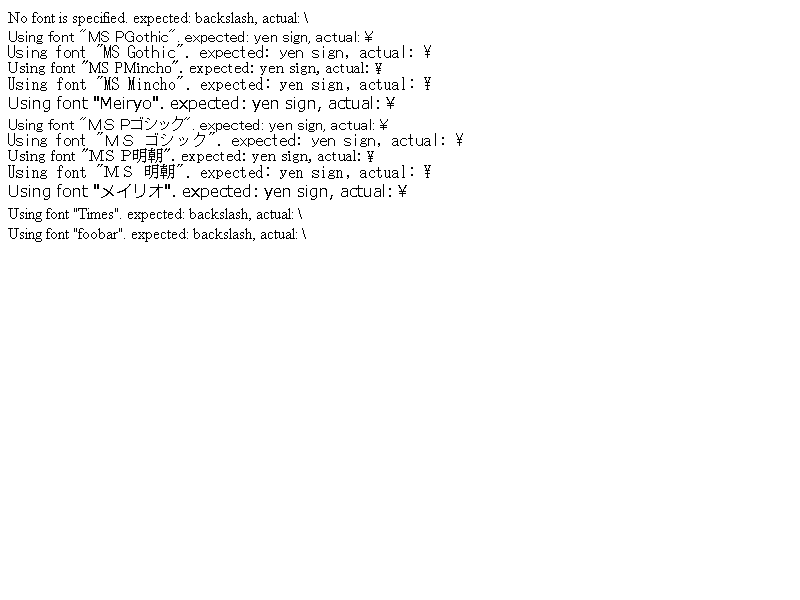 No font is specified. expected: backslash, actual: \
Using font "MS PGothic". expected: yen sign, actual: ¥
Using font "MS Gothic". expected: yen sign, actual: ¥
Using font "MS PMincho". expected: yen sign, actual: ¥
Using font "MS Mincho". expected: yen sign, actual: ¥
Using font "Meiryo". expected: yen sign, actual: ¥
Using font "ＭＳ Ｐゴシック". expected: yen sign, actual: ¥
Using font "ＭＳ ゴシック". expected: yen sign, actual: ¥
Using font "ＭＳ Ｐ明朝". expected: yen sign, actual: ¥
Using font "ＭＳ 明朝". expected: yen sign, actual: ¥
Using font "メイリオ". expected: yen sign, actual: ¥
Using font "Times". expected: backslash, actual: \
Using font "foobar". expected: backslash, actual: \